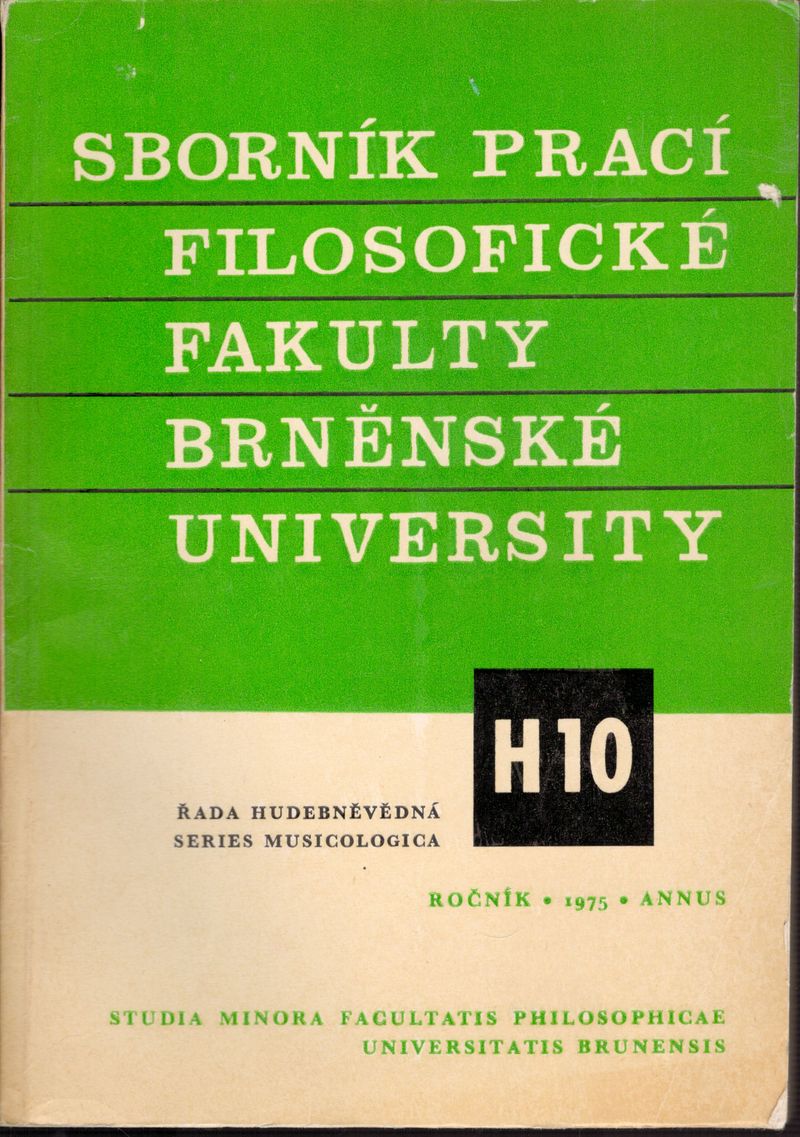 SBORNÍK PRACÍ
FILOSOFICKÉ
FAKULTY
BRNĚNSKÉ
UNIVERSITY
H 10
ŘADA HUDEBNĚVĚDNÁ
SERIES MUSICOLOGICA
ROČNÍK • 1975 • ANNUS
STUDIA MINORA FACULTATIS PHILOSOPHICAE
UNIVERSITATIS BRUNENSIS